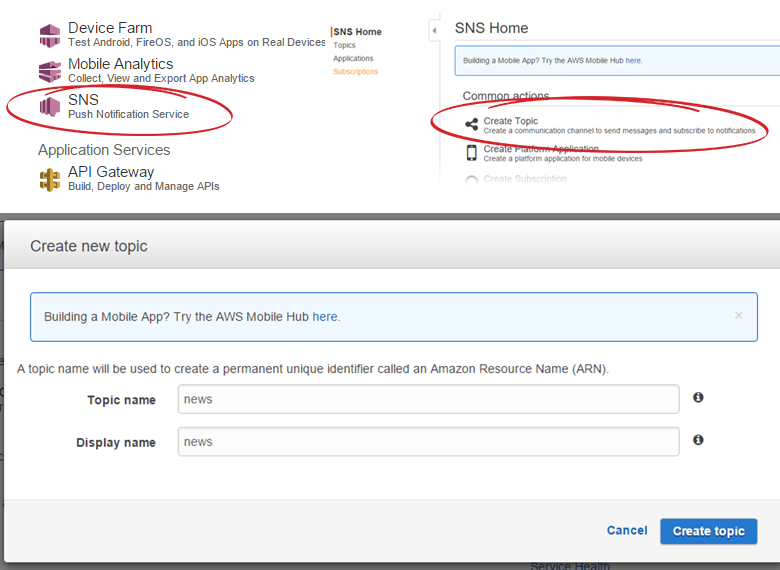 Device Farm
Test Android, FireOS, and iOS Apps on Real Devices
Mobile Analytics
Collect, View and Export App Analytics
SNS
Push Notification Service
Application Services
API Gateway
Build, Deploy and Manage APIs
SNS Home
Topics
Applications
Subscriptions
SNS Home
Building a Mobile App? Try the AWS Mobile Hub here.
Common actions
Create Topic
Create a communication channel to send messages and subscribe to notifications
Create Platform Application
Create a platform application for mobile devices
Create Subscription
Create new topic
Building a Mobile App? Try the AWS Mobile Hub here.
×
A topic name will be used to create a permanent unique identifier called an Amazon Resource Name (ARN).
Topic name news
Display name news
Cancel Create topic
Service Health